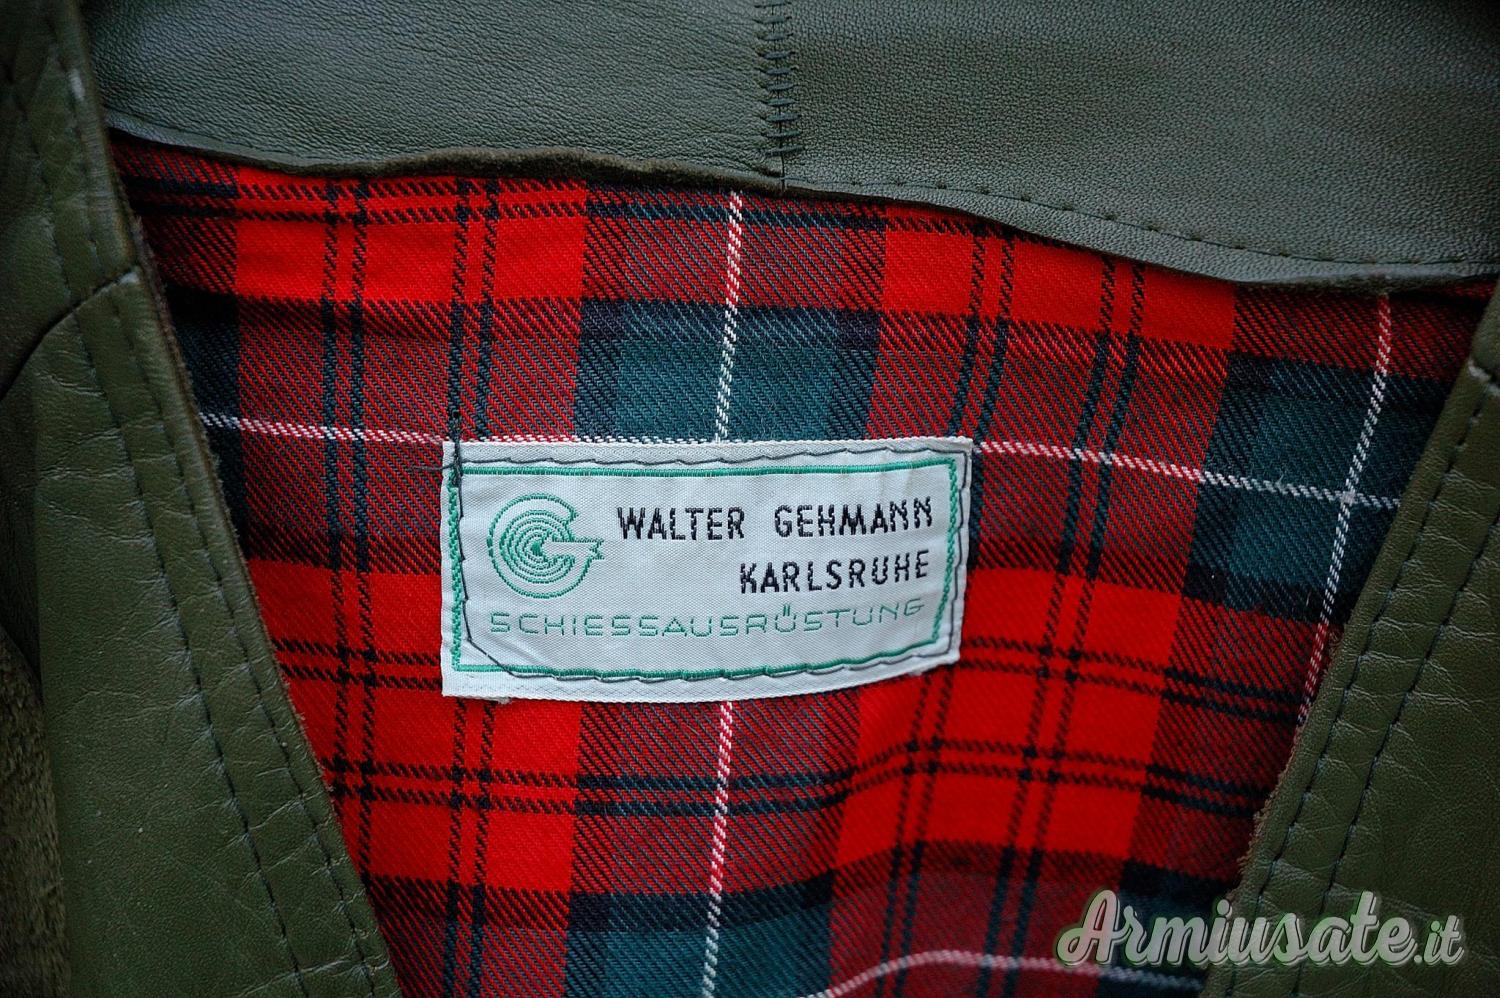 WALTER GEHMANN
KARLSRUHE
SCHIESSAUSRÜSTUNG
Armiusate.it